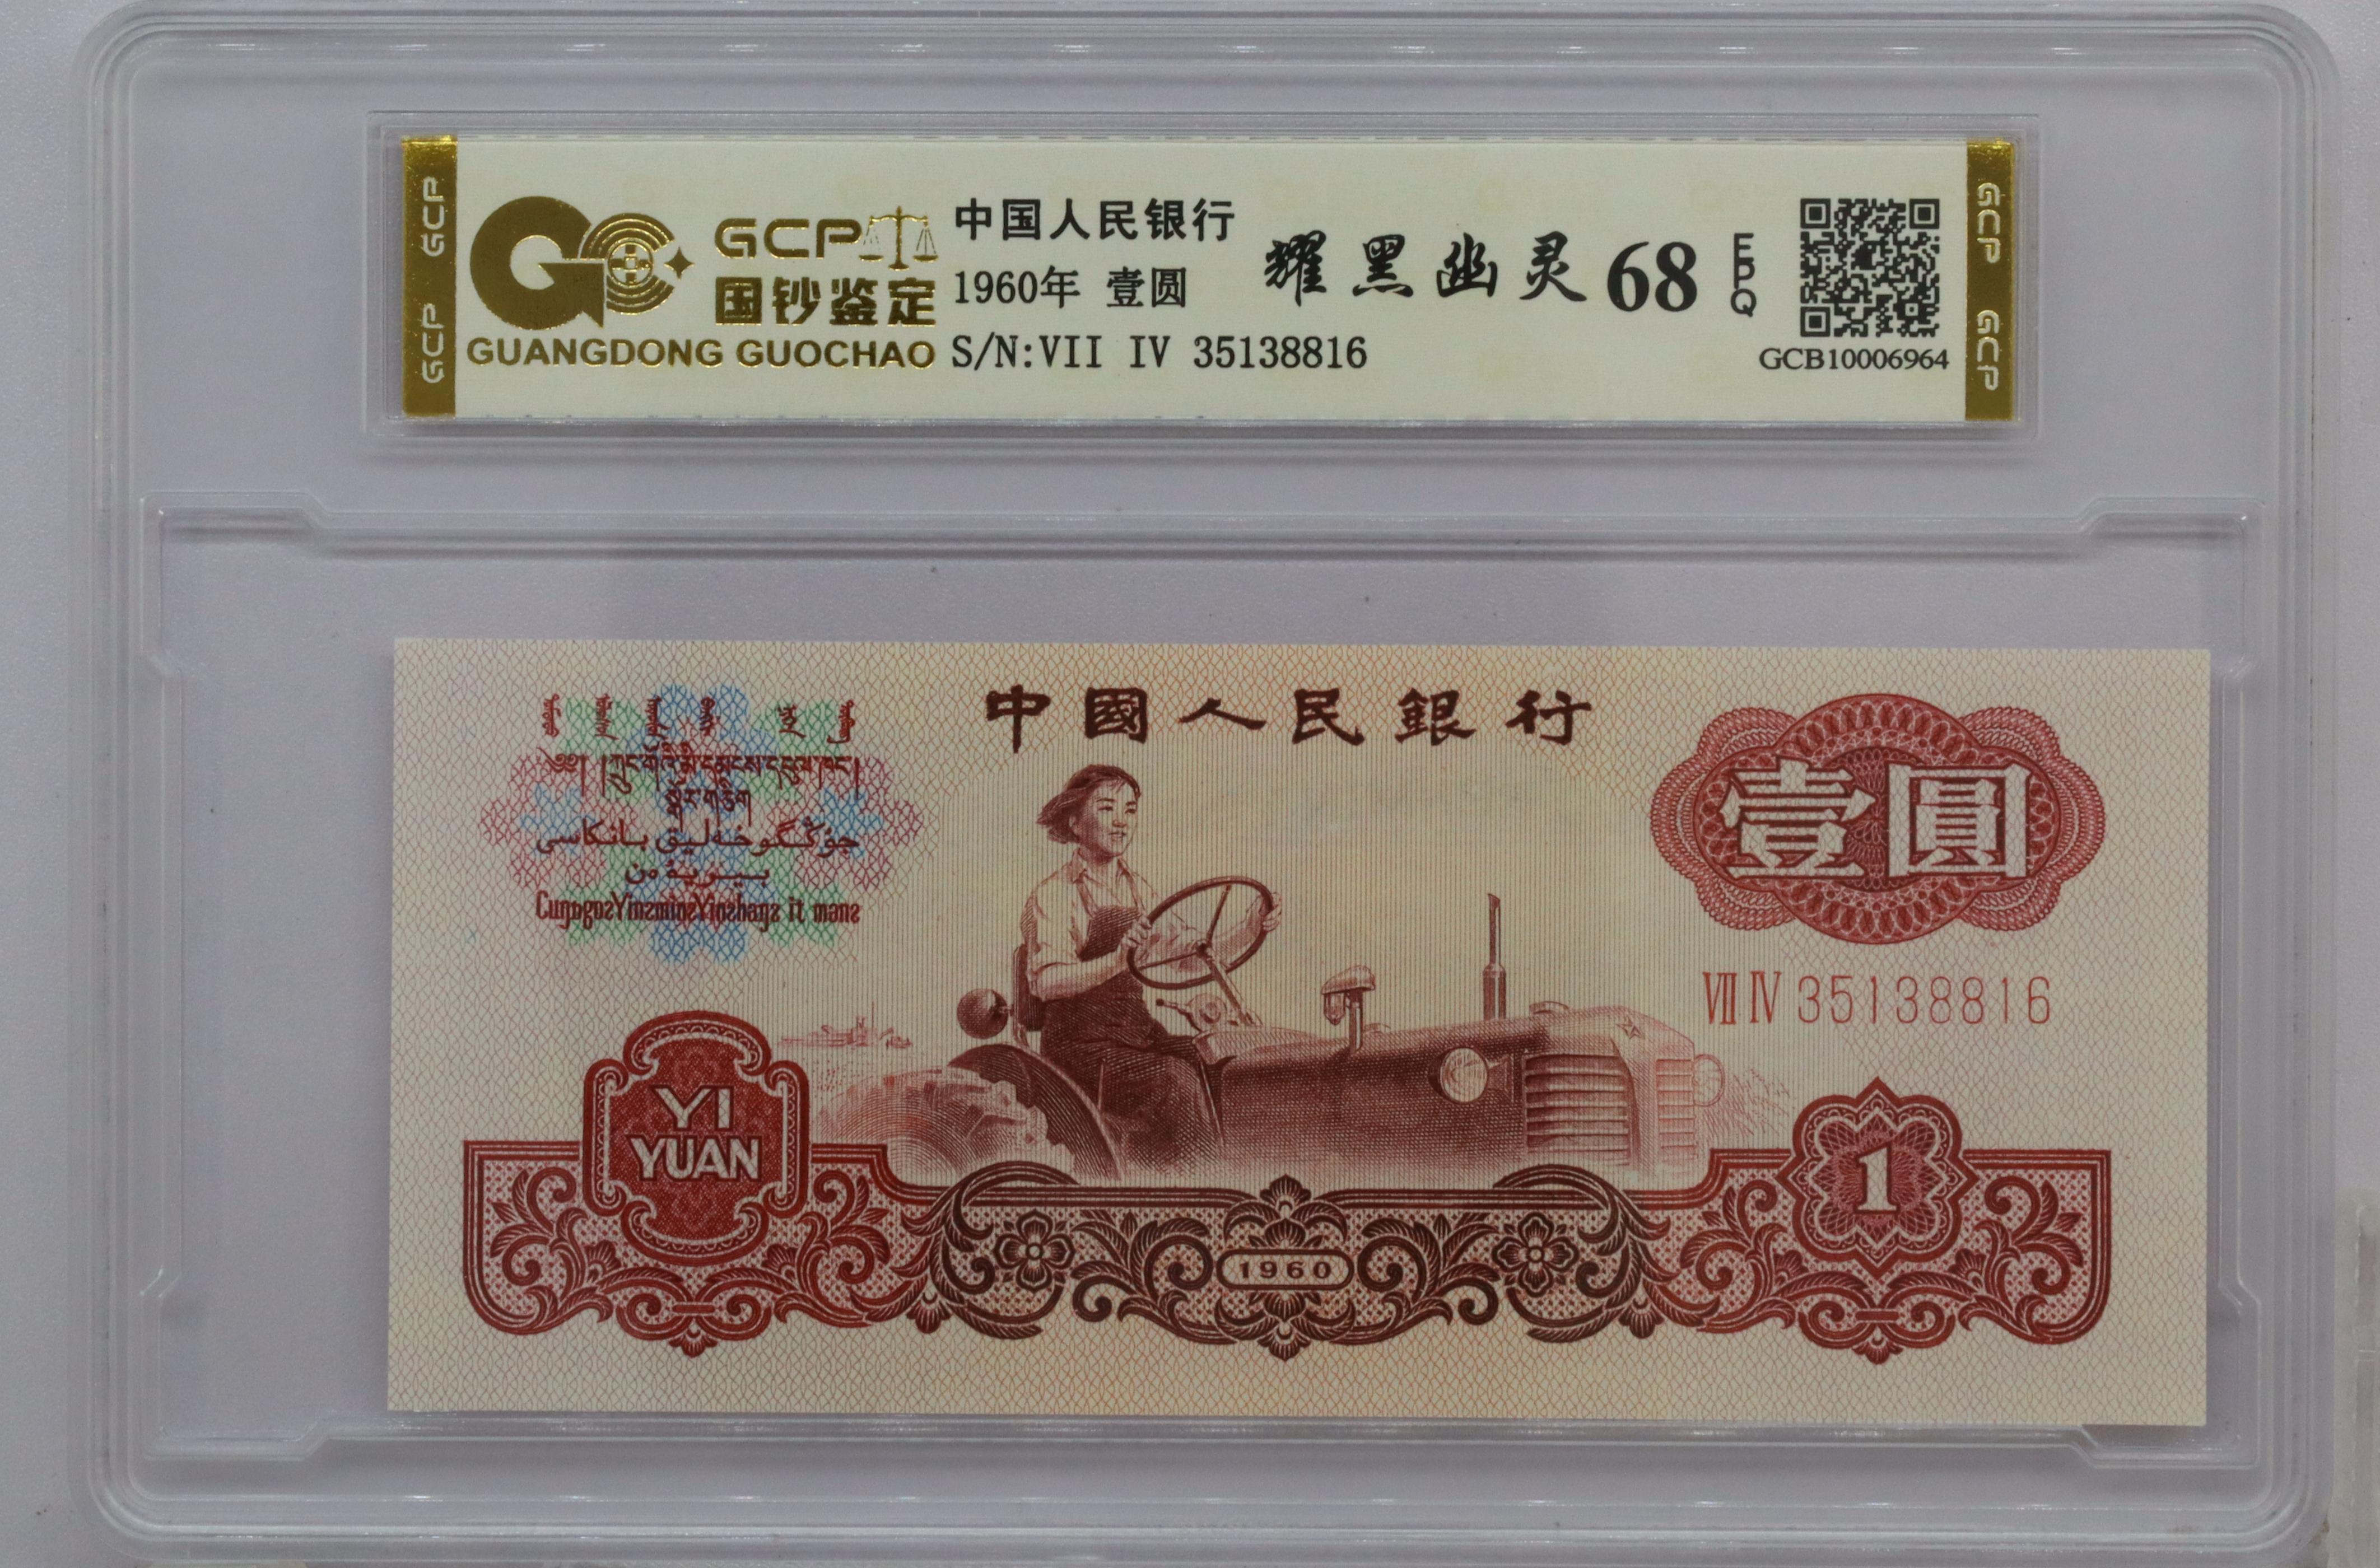 GCP GCP
GCP
国钞鉴定
GUANGDONG GUOCHAO
中国人民银行
1960年 壹圆
S/N:VII IV 35138816
耀黑幽灵 68 EPQ
GCB10006964
GCP GCP
中國人民銀行
壹圓
VII IV 35138816
YI
YUAN
1960
1